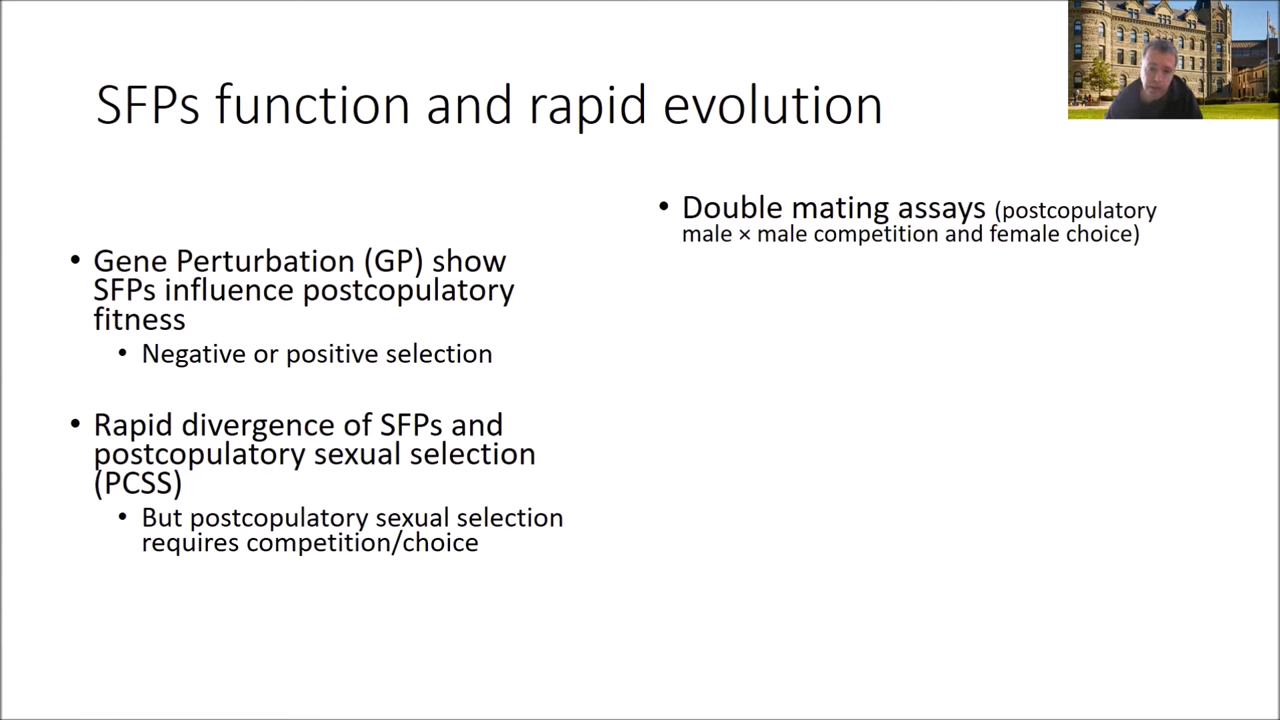 SFPs function and rapid evolution
• Gene Perturbation (GP) show
SFPs influence postcopulatory
fitness
• Negative or positive selection
• Rapid divergence of SFPs and
postcopulatory sexual selection
(PCSS)
• But postcopulatory sexual selection
requires competition/choice
• Double mating assays (postcopulatory
male × male competition and female choice)